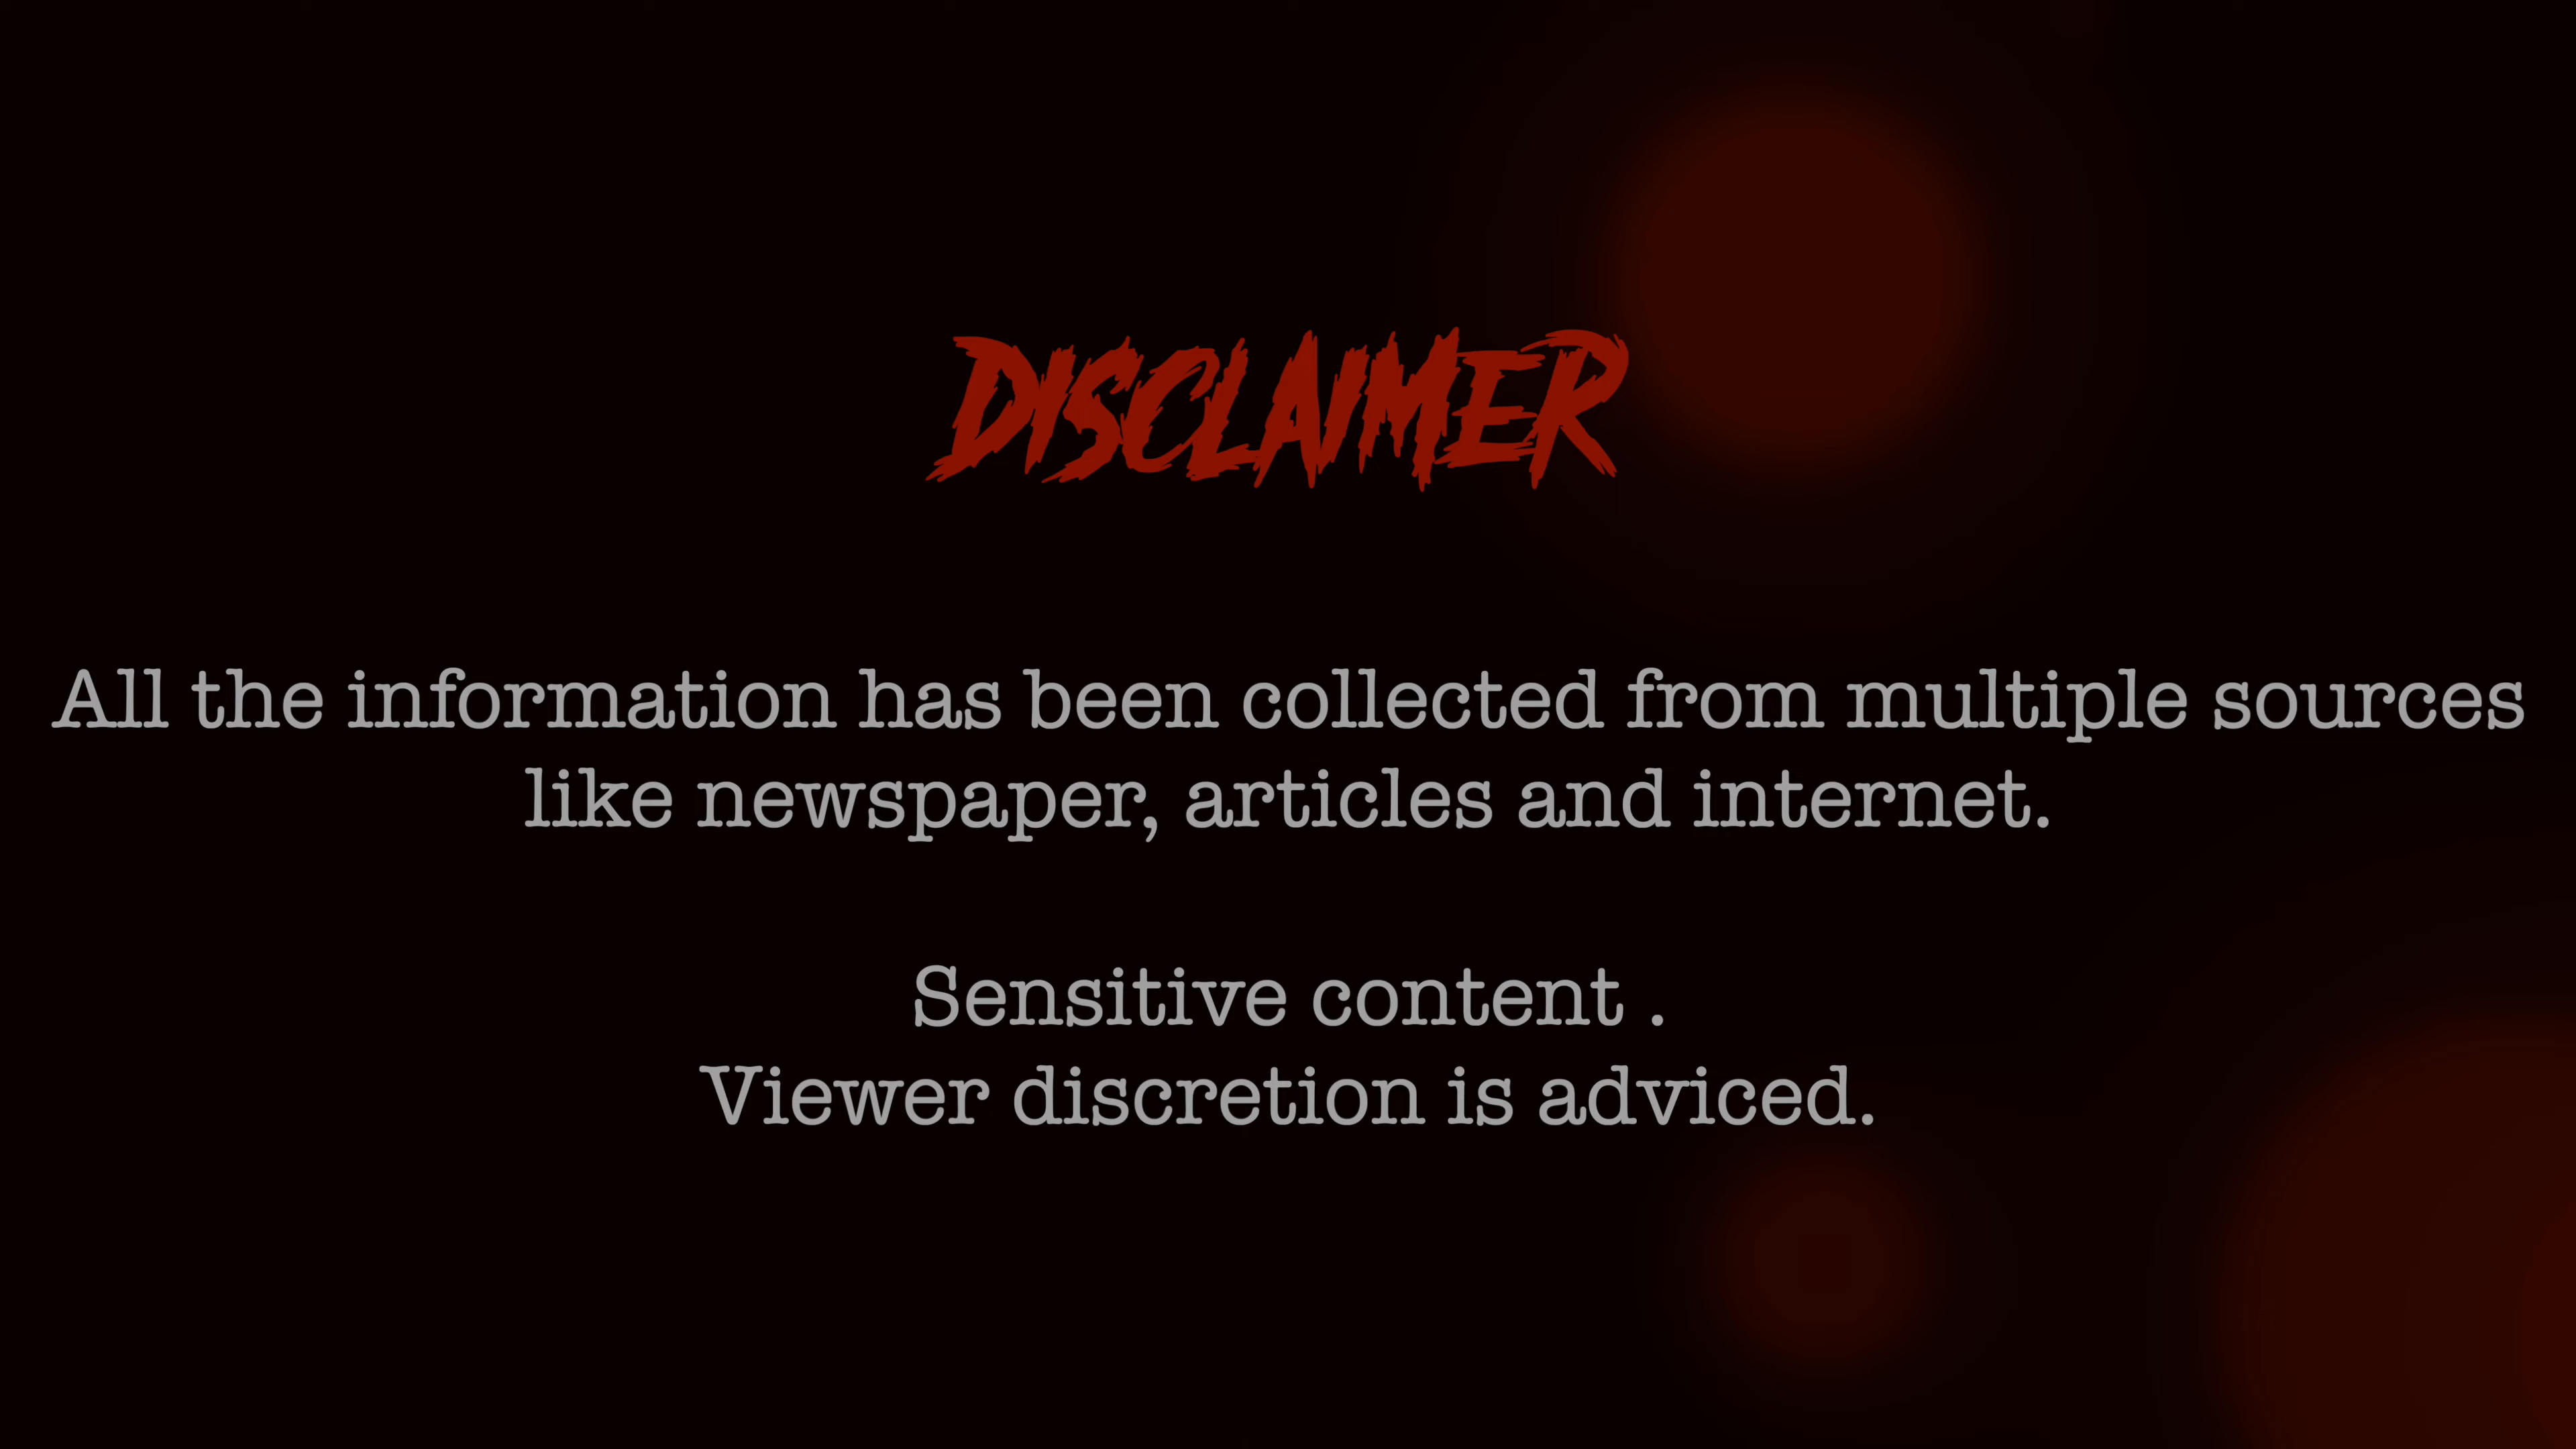 DISCLAIMER
All the information has been collected from multiple sources
like newspaper, articles and internet.
Sensitive content .
Viewer discretion is adviced.